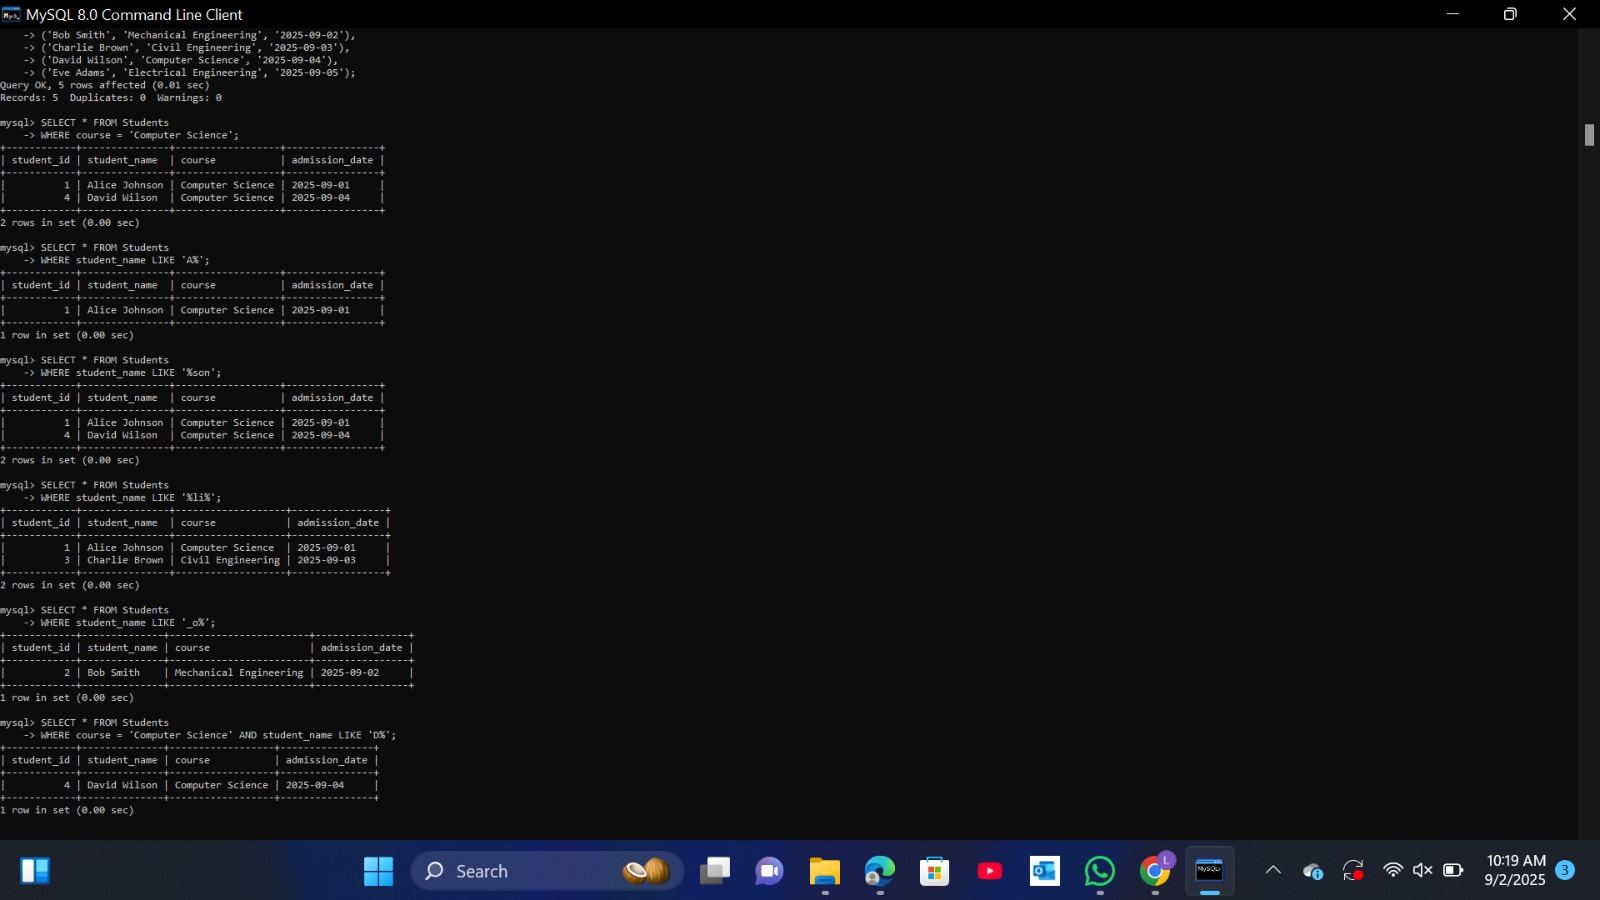 MySQL 8.0 Command Line Client
    -> ('Bob Smith', 'Mechanical Engineering', '2025-09-02'),
    -> ('Charlie Brown', 'Civil Engineering', '2025-09-03'),
    -> ('David Wilson', 'Computer Science', '2025-09-04'),
    -> ('Eve Adams', 'Electrical Engineering', '2025-09-05');
Query OK, 5 rows affected (0.01 sec)
Records: 5  Duplicates: 0  Warnings: 0
mysql> SELECT * FROM Students
    -> WHERE course = 'Computer Science';
+------------+---------------+------------------+----------------+
| student_id | student_name  | course           | admission_date |
+------------+---------------+------------------+----------------+
|          1 | Alice Johnson | Computer Science | 2025-09-01     |
|          4 | David Wilson  | Computer Science | 2025-09-04     |
+------------+---------------+------------------+----------------+
2 rows in set (0.00 sec)
mysql> SELECT * FROM Students
    -> WHERE student_name LIKE 'A%';
+------------+---------------+------------------+----------------+
| student_id | student_name  | course           | admission_date |
+------------+---------------+------------------+----------------+
|          1 | Alice Johnson | Computer Science | 2025-09-01     |
+------------+---------------+------------------+----------------+
1 row in set (0.00 sec)
mysql> SELECT * FROM Students
    -> WHERE student_name LIKE '%son';
+------------+---------------+------------------+----------------+
| student_id | student_name  | course           | admission_date |
+------------+---------------+------------------+----------------+
|          1 | Alice Johnson | Computer Science | 2025-09-01     |
|          4 | David Wilson  | Computer Science | 2025-09-04     |
+------------+---------------+------------------+----------------+
2 rows in set (0.00 sec)
mysql> SELECT * FROM Students
    -> WHERE student_name LIKE '%li%';
+------------+---------------+-------------------+----------------+
| student_id | student_name  | course            | admission_date |
+------------+---------------+-------------------+----------------+
|          1 | Alice Johnson | Computer Science  | 2025-09-01     |
|          3 | Charlie Brown | Civil Engineering | 2025-09-03     |
+------------+---------------+-------------------+----------------+
2 rows in set (0.00 sec)
mysql> SELECT * FROM Students
    -> WHERE student_name LIKE '_o%';
+------------+--------------+------------------------+----------------+
| student_id | student_name | course                 | admission_date |
+------------+--------------+------------------------+----------------+
|          2 | Bob Smith    | Mechanical Engineering | 2025-09-02     |
+------------+--------------+------------------------+----------------+
1 row in set (0.00 sec)
mysql> SELECT * FROM Students
    -> WHERE course = 'Computer Science' AND student_name LIKE 'D%';
+------------+--------------+------------------+----------------+
| student_id | student_name | course           | admission_date |
+------------+--------------+------------------+----------------+
|          4 | David Wilson | Computer Science | 2025-09-04     |
+------------+--------------+------------------+----------------+
1 row in set (0.00 sec)
Search
L
MySQL
10:19 AM
9/2/2025
3